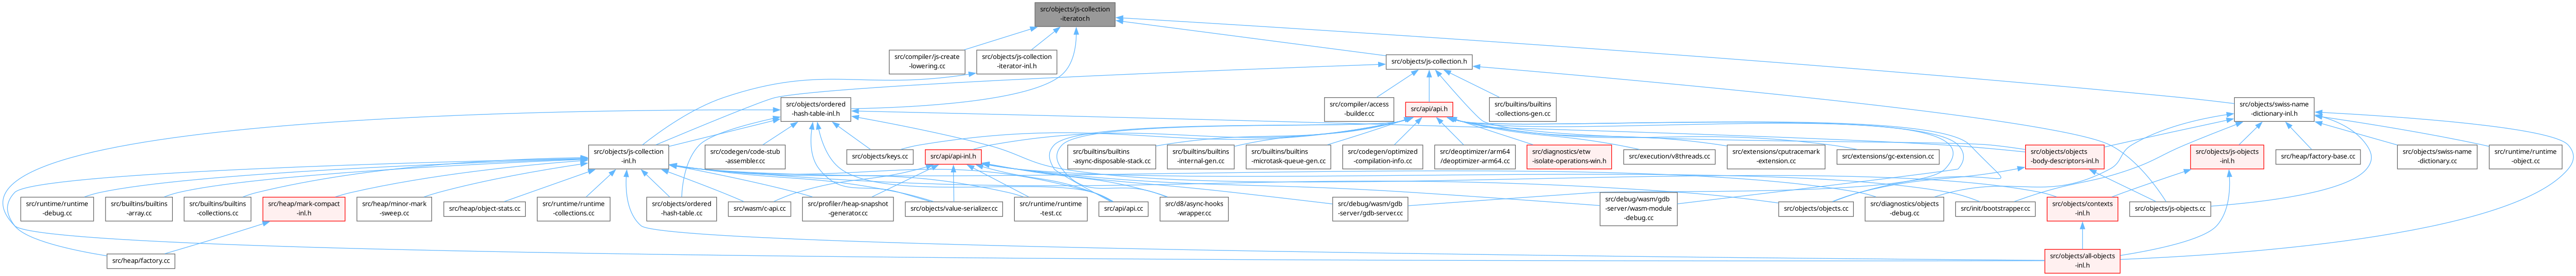 src/objects/js-collection
-iterator.h
src/compiler/js-create
-lowering.cc
src/objects/js-collection
-iterator-inl.h
src/objects/js-collection.h
src/objects/ordered
-hash-table-inl.h
src/compiler/access
-builder.cc
src/api/api.h
src/builtins/builtins
-collections-gen.cc
src/objects/swiss-name
-dictionary-inl.h
src/objects/js-collection
-inl.h
src/codegen/code-stub
-assembler.cc
src/objects/keys.cc
src/api/api-inl.h
src/builtins/builtins
-async-disposable-stack.cc
src/builtins/builtins
-internal-gen.cc
src/builtins/builtins
-microtask-queue-gen.cc
src/codegen/optimized
-compilation-info.cc
src/deoptimizer/arm64
/deoptimizer-arm64.cc
src/diagnostics/etw
-isolate-operations-win.h
src/execution/v8threads.cc
src/extensions/cputracemark
-extension.cc
src/extensions/gc-extension.cc
src/objects/objects
-body-descriptors-inl.h
src/objects/js-objects
-inl.h
src/heap/factory-base.cc
src/objects/swiss-name
-dictionary.cc
src/runtime/runtime
-object.cc
src/runtime/runtime
-debug.cc
src/builtins/builtins
-array.cc
src/builtins/builtins
-collections.cc
src/heap/mark-compact
-inl.h
src/heap/minor-mark
-sweep.cc
src/heap/object-stats.cc
src/runtime/runtime
-collections.cc
src/objects/ordered
-hash-table.cc
src/wasm/c-api.cc
src/profiler/heap-snapshot
-generator.cc
src/objects/value-serializer.cc
src/runtime/runtime
-test.cc
src/api/api.cc
src/d8/async-hooks
-wrapper.cc
src/debug/wasm/gdb
-server/gdb-server.cc
src/debug/wasm/gdb
-server/wasm-module
-debug.cc
src/objects/objects.cc
src/diagnostics/objects
-debug.cc
src/init/bootstrapper.cc
src/objects/contexts
-inl.h
src/objects/js-objects.cc
src/heap/factory.cc
src/objects/all-objects
-inl.h